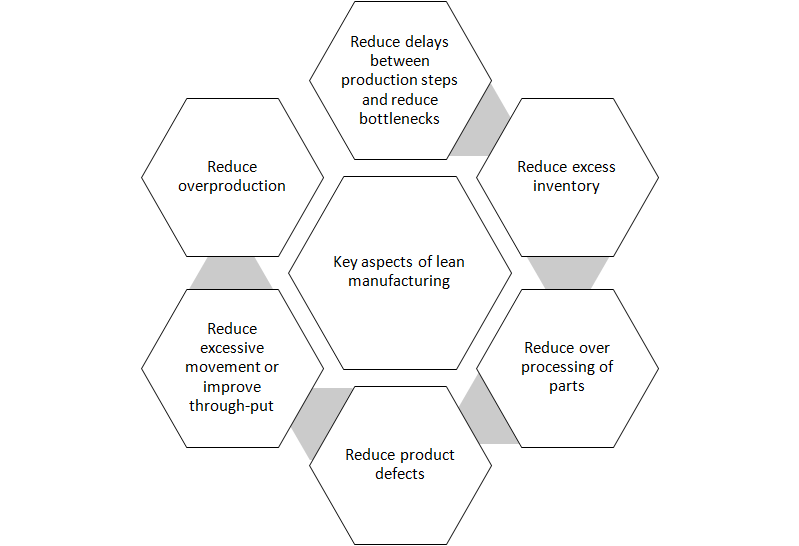 Reduce delays
between
production steps
and reduce
bottlenecks
Reduce
overproduction
Reduce excess
inventory
Key aspects of lean
manufacturing
Reduce
excessive
movement or
improve
through-put
Reduce over
processing of
parts
Reduce product
defects